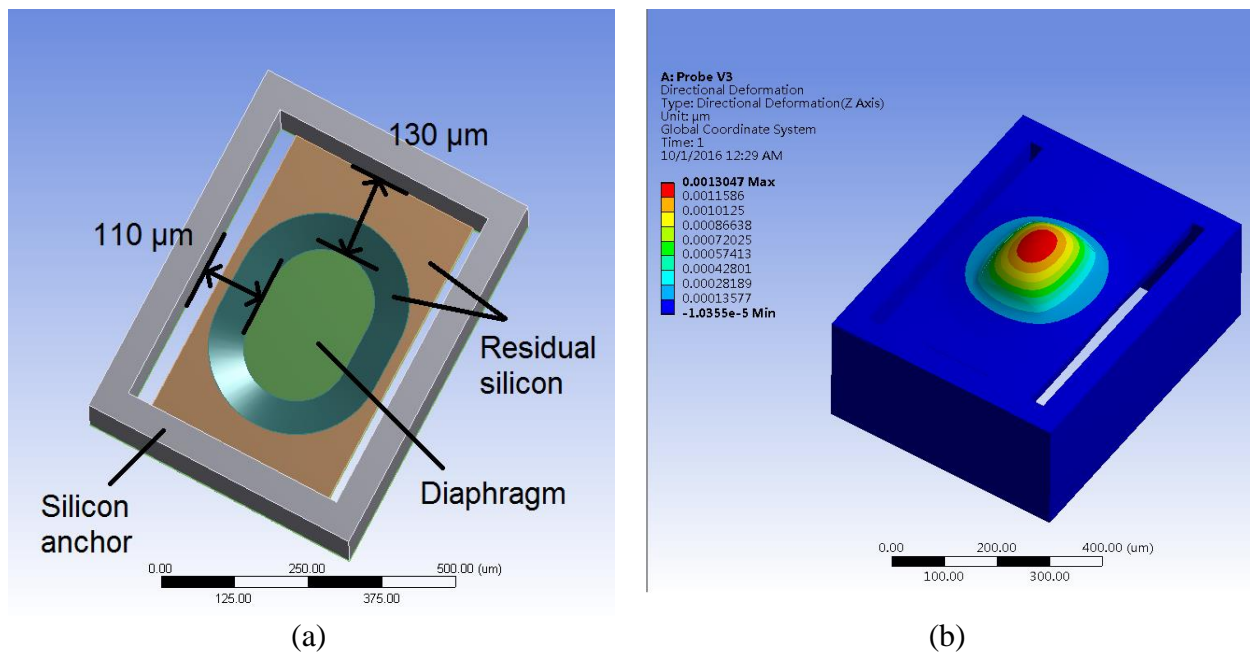 130 µm
110 µm
Residual
silicon
Diaphragm
Silicon
anchor
0.00 250.00 500.00 (um)
125.00 375.00
(a)
A: Probe V3
Directional Deformation
Type: Directional Deformation(Z Axis)
Unit: µm
Global Coordinate System
Time: 1
10/1/2016 12:29 AM
0.0013047 Max
0.0011586
0.0010125
0.00086638
0.00072025
0.00057413
0.00042801
0.00028189
0.00013577
-1.0355e-5 Min
0.00 200.00 400.00 (um)
100.00 300.00
(b)